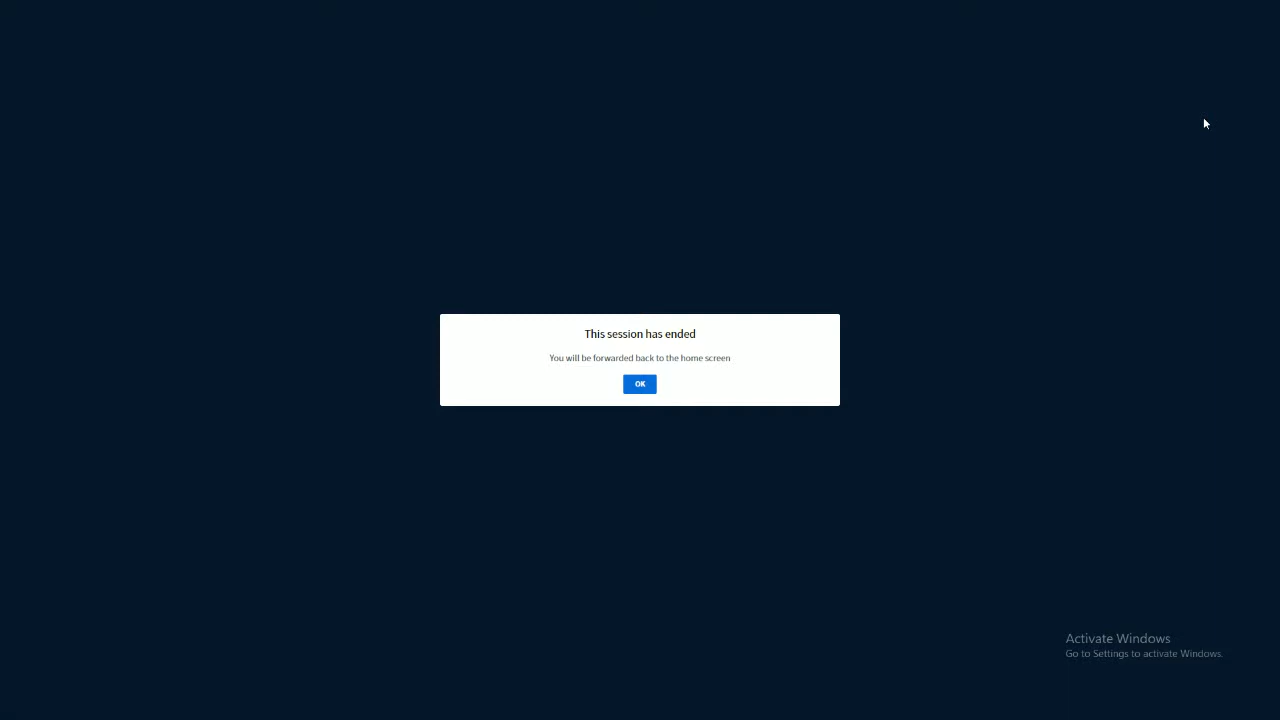 This session has ended
You will be forwarded back to the home screen
OK
Activate Windows
Go to Settings to activate Windows.